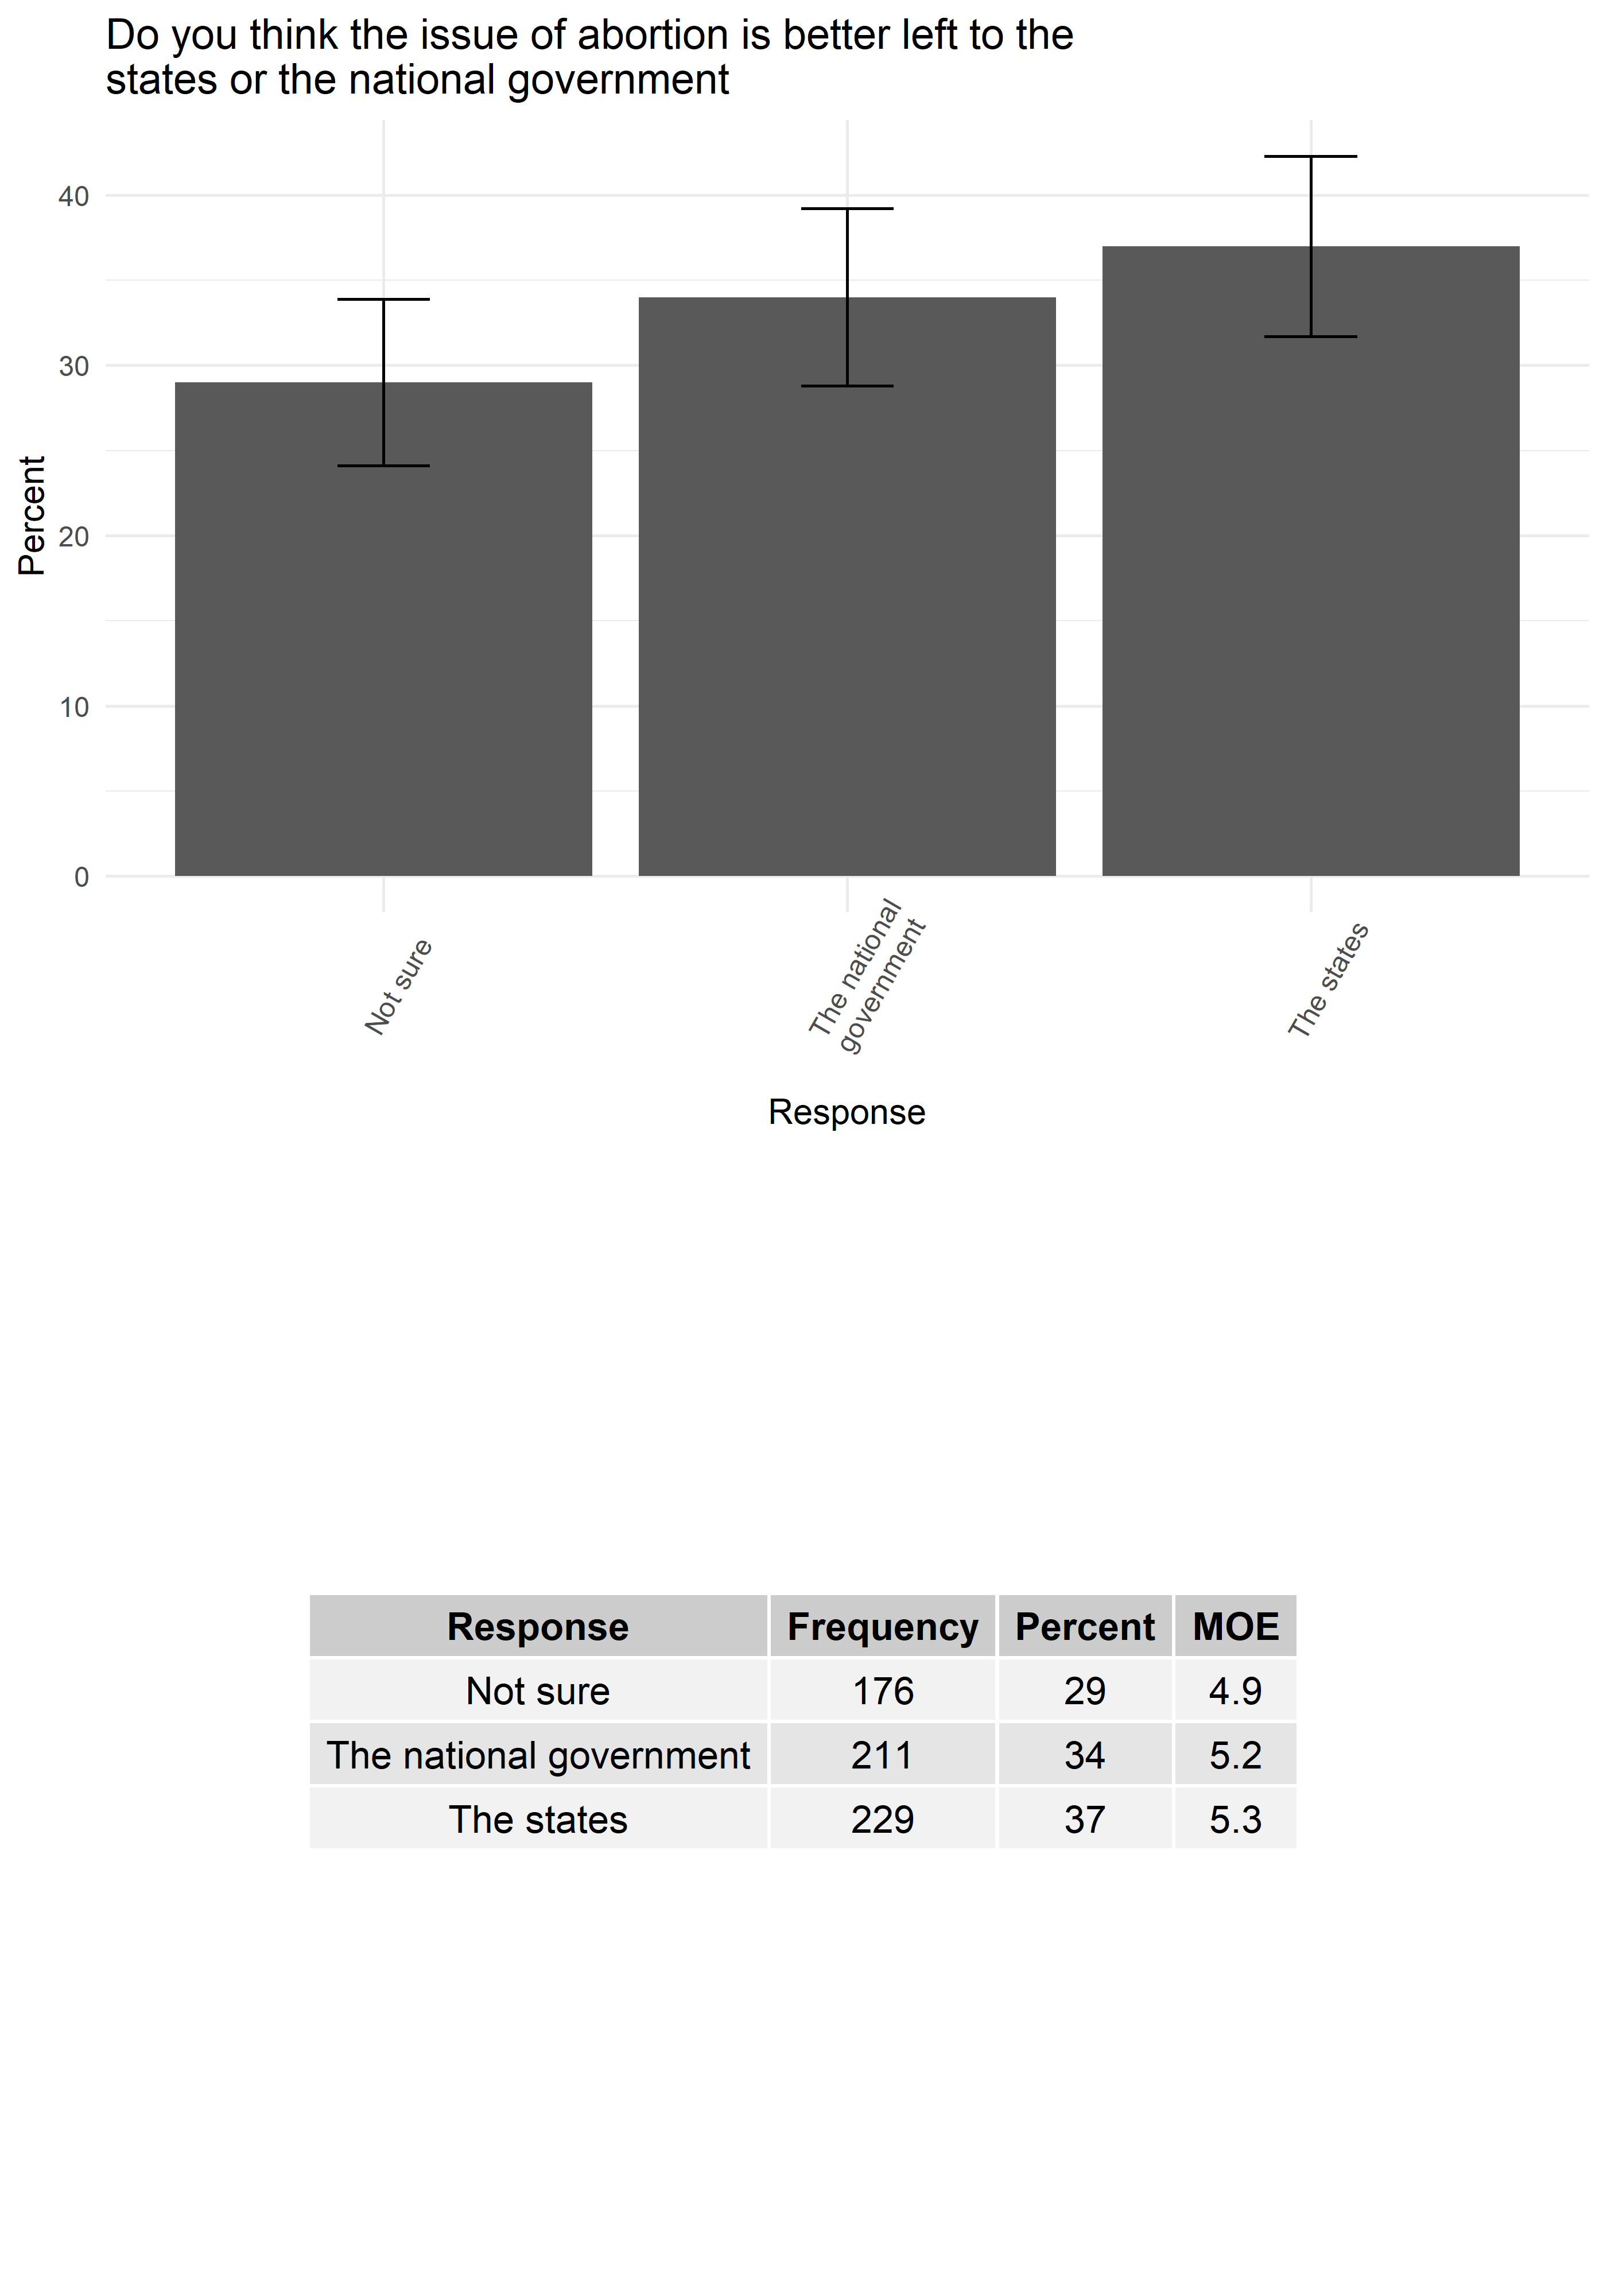 Do you think the issue of abortion is better left to the
states or the national government
Percent
40
30
20
10
0
Not sure
The national
government
The states
Response
Response Frequency Percent MOE
Not sure 176 29 4.9
The national government 211 34 5.2
The states 229 37 5.3